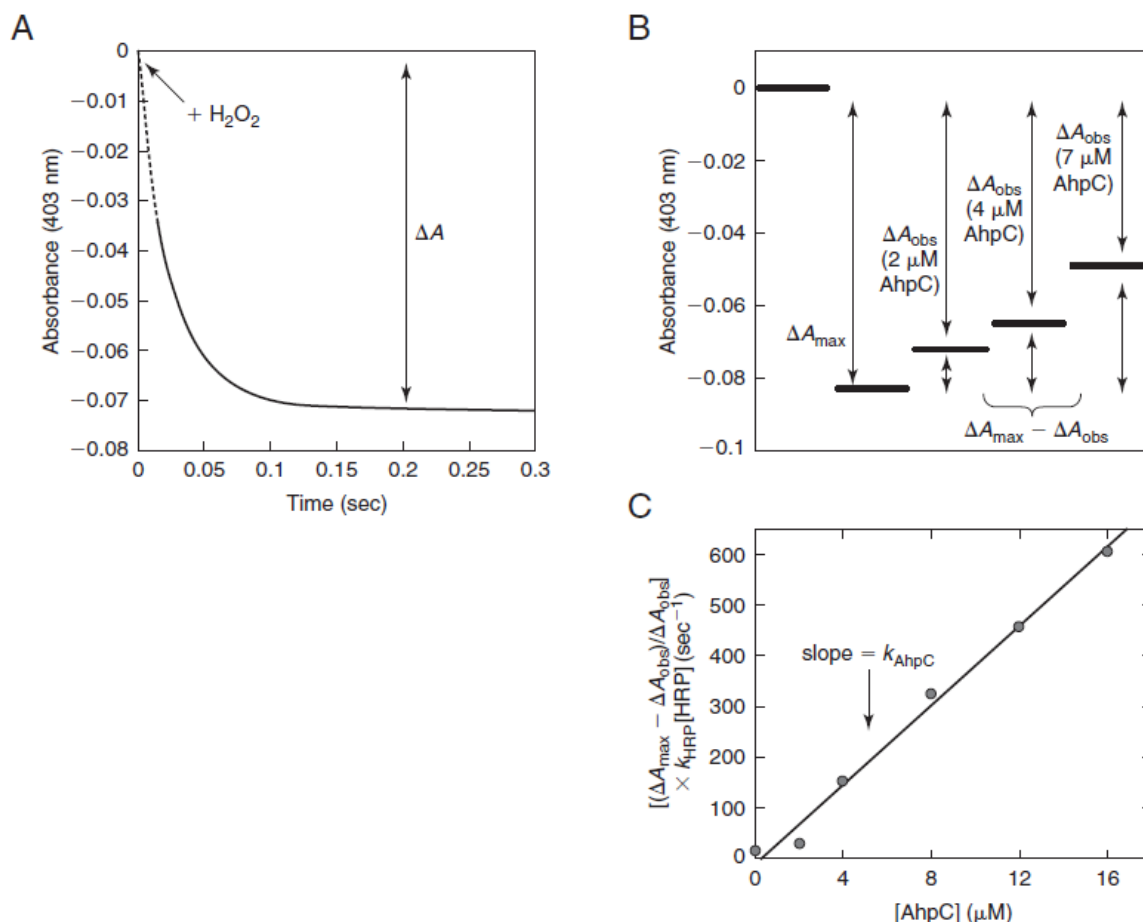 A
0
−0.01
−0.02
−0.03
−0.04
−0.05
−0.06
−0.07
−0.08
Absorbance (403 nm)
+ H₂O₂
ΔA
0
0.05
0.1
0.15
0.2
0.25
0.3
Time (sec)
B
0
−0.02
−0.04
−0.06
−0.08
−0.1
Absorbance (403 nm)
ΔAmax
ΔAobs
(2 μM
AhpC)
ΔAobs
(4 μM
AhpC)
ΔAobs
(7 μM
AhpC)
ΔAmax − ΔAobs
C
600
500
400
300
200
100
0
[(ΔAmax − ΔAobs)/ΔAobs]
× kHRP[HRP] (sec⁻¹)
slope = kAhpC
0
4
8
12
16
[AhpC] (μM)